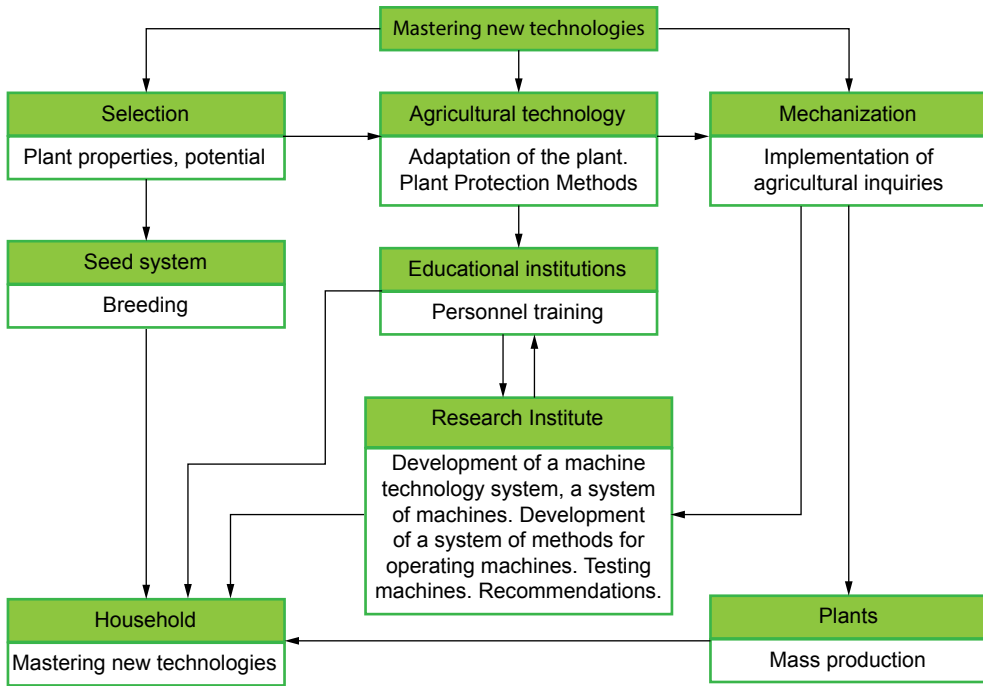 Mastering new technologies
Selection
Plant properties, potential
Agricultural technology
Adaptation of the plant.
Plant Protection Methods
Mechanization
Implementation of
agricultural inquiries
Seed system
Breeding
Educational institutions
Personnel training
Research Institute
Development of a machine
technology system, a system
of machines. Development
of a system of methods for
operating machines. Testing
machines. Recommendations.
Household
Mastering new technologies
Plants
Mass production